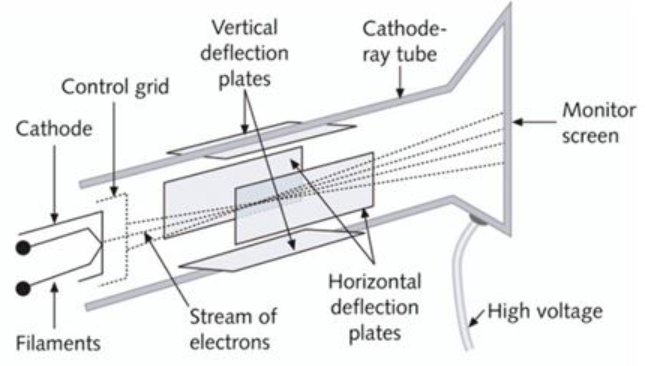 Vertical
deflection
plates
Cathode-
ray tube
Control grid
Cathode
Monitor
screen
Horizontal
deflection
plates
Stream of
electrons
High voltage
Filaments